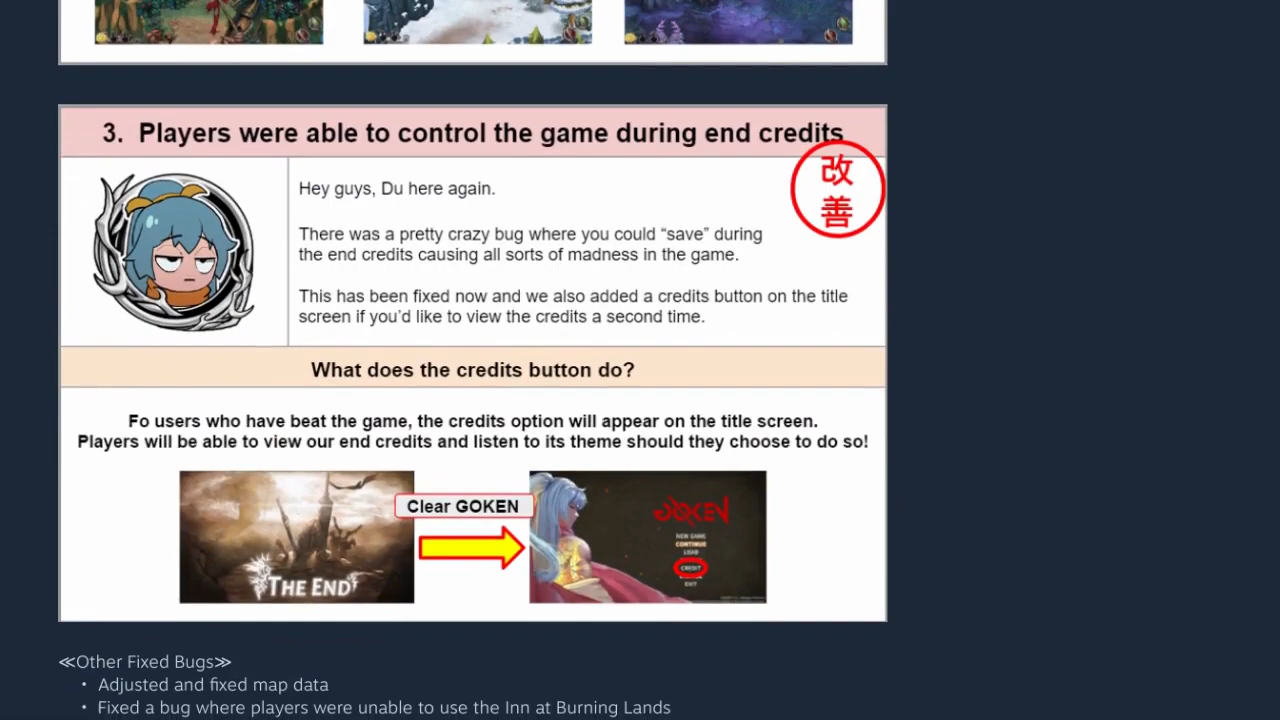 3. Players were able to control the game during end credits
改
善
Hey guys, Du here again.
There was a pretty crazy bug where you could “save” during
the end credits causing all sorts of madness in the game.
This has been fixed now and we also added a credits button on the title
screen if you’d like to view the credits a second time.
What does the credits button do?
Fo users who have beat the game, the credits option will appear on the title screen.
Players will be able to view our end credits and listen to its theme should they choose to do so!
THE END
Clear GOKEN
GOKEN
NEW GAME
CONTINUE
LOAD
CREDIT
EXIT
≪Other Fixed Bugs≫
• Adjusted and fixed map data
• Fixed a bug where players were unable to use the Inn at Burning Lands